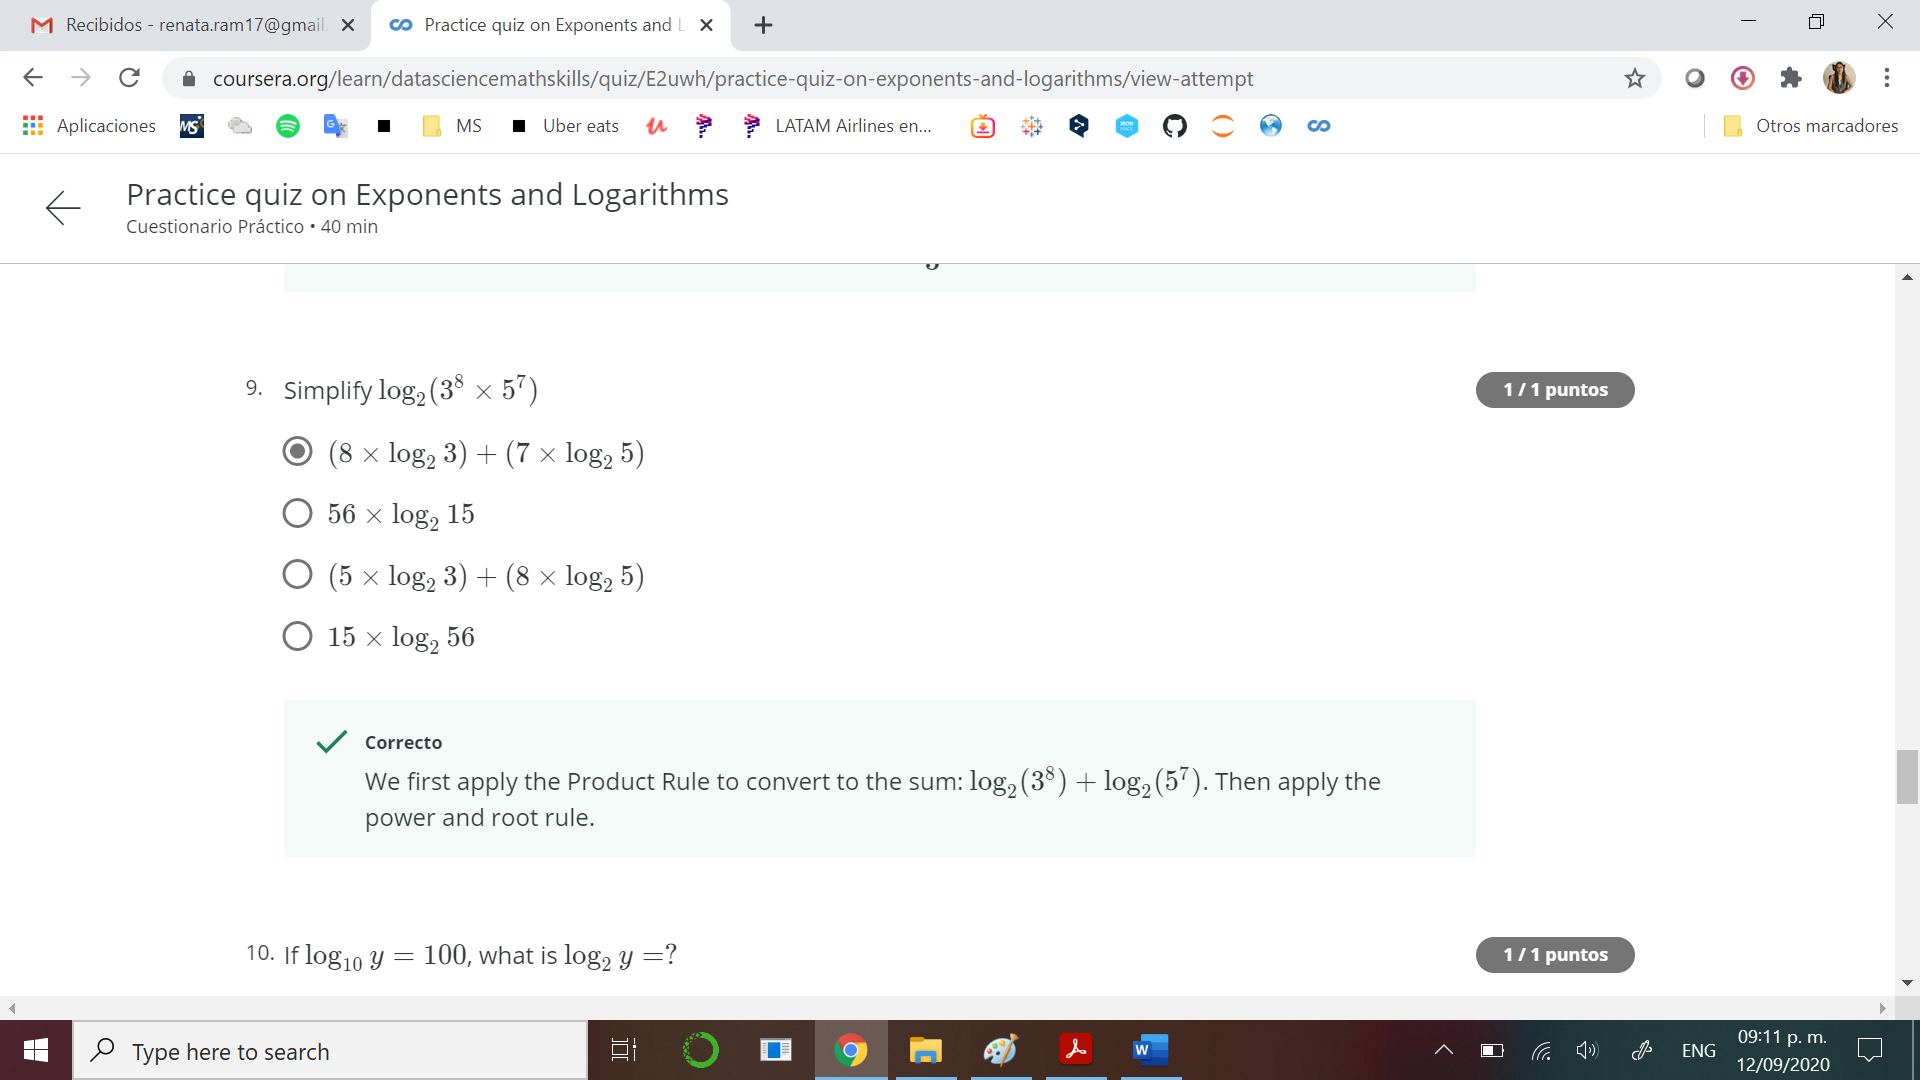 Recibidos - renata.ram17@gmail.
Practice quiz on Exponents and L
coursera.org/learn/datasciencemathskills/quiz/E2uwh/practice-quiz-on-exponents-and-logarithms/view-attempt
Aplicaciones MS MS Uber eats LATAM Airlines en... Otros marcadores
Practice quiz on Exponents and Logarithms
Cuestionario Práctico • 40 min
9. Simplify log₂(3⁸ × 5⁷) 1 / 1 puntos
(8 × log₂ 3) + (7 × log₂ 5)
56 × log₂ 15
(5 × log₂ 3) + (8 × log₂ 5)
15 × log₂ 56
Correcto
We first apply the Product Rule to convert to the sum: log₂(3⁸) + log₂(5⁷). Then apply the
power and root rule.
10. If log₁₀ y = 100, what is log₂ y =? 1 / 1 puntos
Type here to search
ENG
09:11 p. m.
12/09/2020